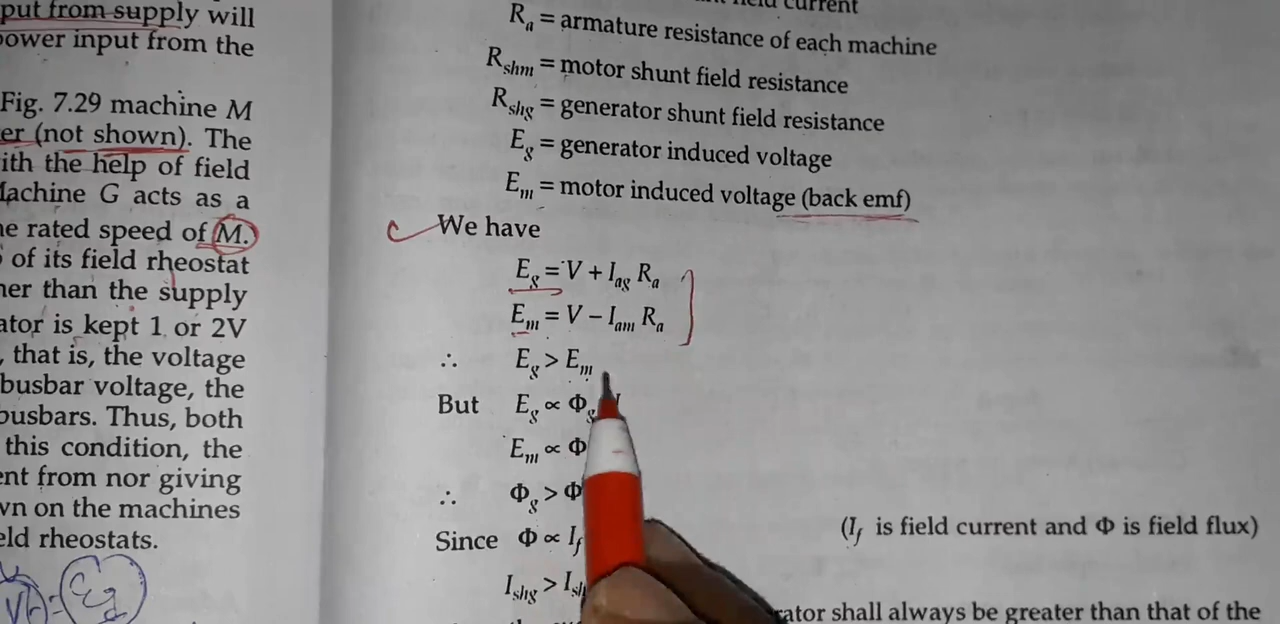 put from supply will
power input from the
Fig. 7.29 machine M
er (not shown). The
ith the help of field
Machine G acts as a
ne rated speed of M.
of its field rheostat
her than the supply
ator is kept 1 or 2V
, that is, the voltage
busbar voltage, the
busbars. Thus, both
this condition, the
ent from nor giving
wn on the machines
eld rheostats.
current
Rₐ = armature resistance of each machine
R_shm = motor shunt field resistance
R_shg = generator shunt field resistance
E_g = generator induced voltage
E_m = motor induced voltage (back emf)
We have
E_g = V + I_ag R_a
E_m = V − I_am R_a
∴ E_g > E_m
But E_g ∝ Φ_g
E_m ∝ Φ
∴ Φ_g > Φ
Since Φ ∝ I_f (I_f is field current and Φ is field flux)
I_shg >
rator shall always be greater than that of the